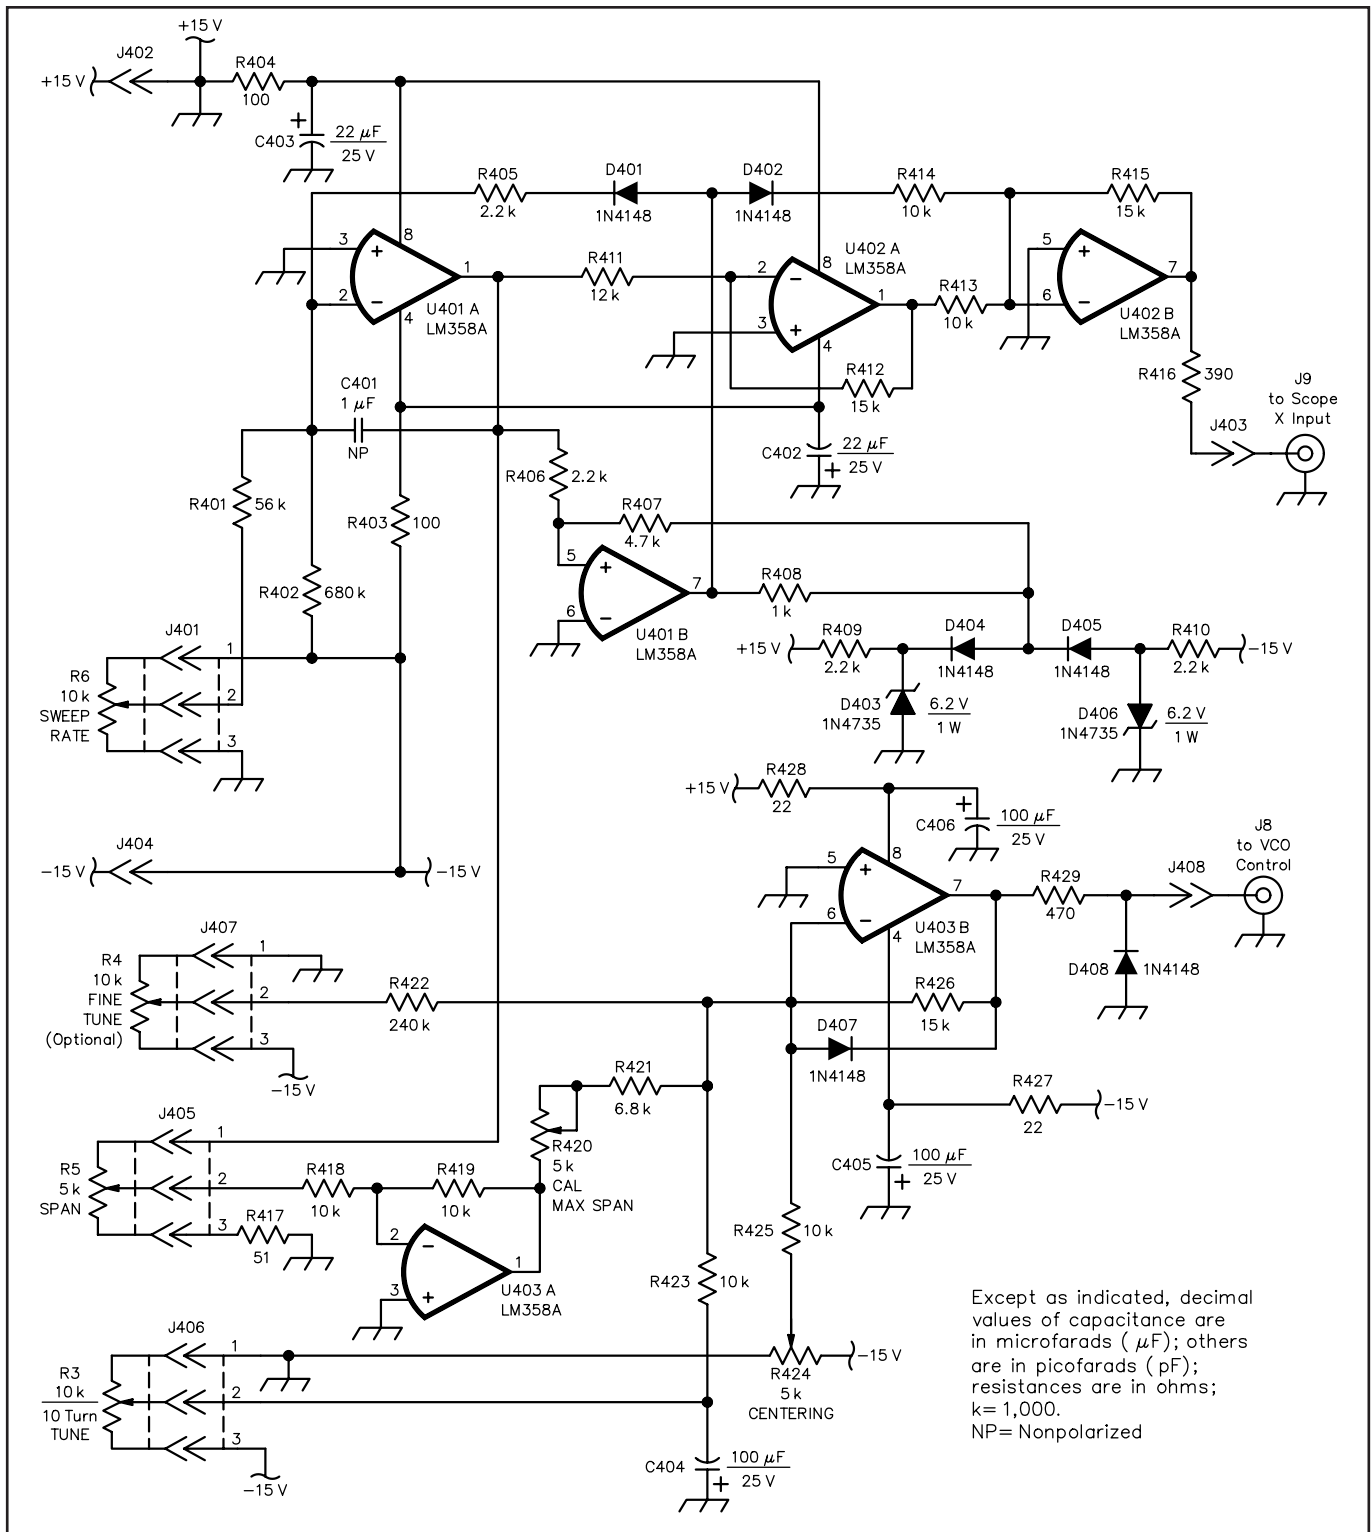 +15 V
J402
+15 V
R404
100
C403
+
22 µF
25 V
R405
2.2 k
D401
1N4148
D402
1N4148
R414
10 k
R415
15 k
3
+
8
1
2
−
4
U401 A
LM358A
R411
12 k
U402 A
LM358A
2
−
8
1
3
+
4
R413
10 k
5
+
7
6
−
U402 B
LM358A
R412
15 k
R416
390
J9
to Scope
X Input
J403
C401
1 µF
NP
C402
22 µF
25 V
+
R401
56 k
R406
2.2 k
R403
100
R407
4.7 k
R402
680 k
5
+
7
6
−
U401 B
LM358A
R408
1 k
J401
1
2
3
R6
10 k
SWEEP
RATE
+15 V
R409
2.2 k
D404
1N4148
D405
1N4148
R410
2.2 k
−15 V
D403
1N4735
6.2 V
1 W
D406
1N4735
6.2 V
1 W
+15 V
R428
22
C406
+
100 µF
25 V
−15 V
J404
−15 V
5
+
8
7
6
−
4
U403 B
LM358A
R429
470
J408
J8
to VCO
Control
D408
1N4148
J407
1
2
3
R4
10 k
FINE
TUNE
(Optional)
−15 V
R422
240 k
R426
15 k
D407
1N4148
R421
6.8 k
R427
22
−15 V
J405
1
2
3
R5
5 k
SPAN
R418
10 k
R419
10 k
R420
5 k
CAL
MAX SPAN
R417
51
2
−
1
3
+
U403 A
LM358A
C405
100 µF
25 V
+
R425
10 k
R423
10 k
J406
1
2
3
R3
10 k
10 Turn
TUNE
−15 V
R424
5 k
CENTERING
−15 V
C404
100 µF
25 V
+
Except as indicated, decimal
values of capacitance are
in microfarads ( µF); others
are in picofarads ( pF);
resistances are in ohms;
k= 1,000.
NP= Nonpolarized